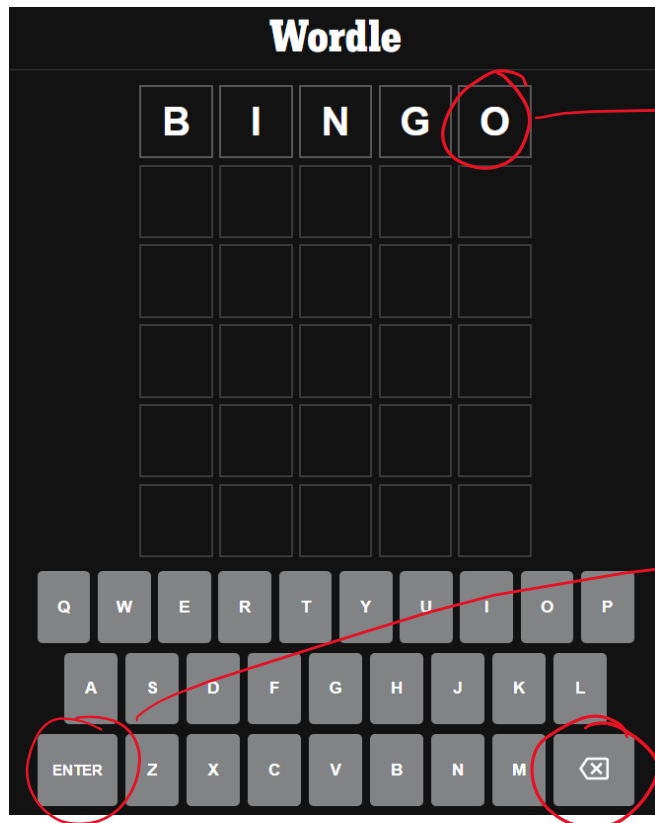 Wordle
B I N G O
Q W E R T Y U I O P
A S D F G H J K L
ENTER Z X C V B N M